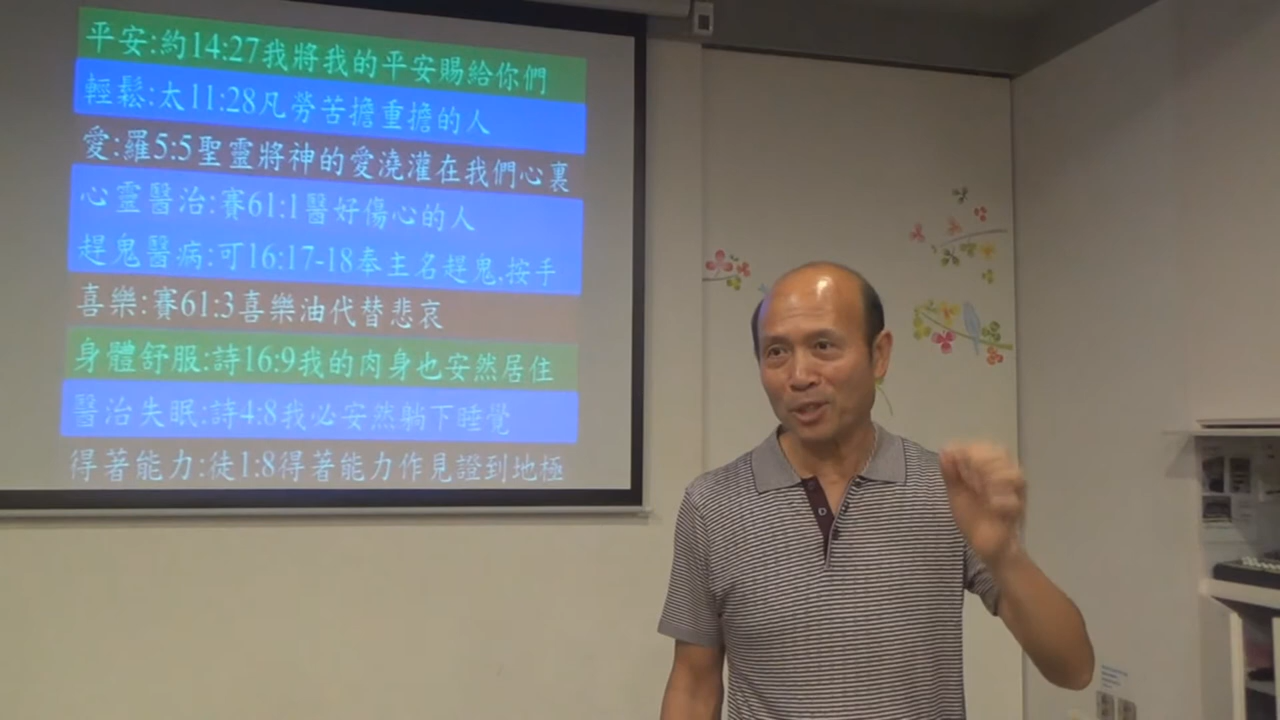 平安:約14:27我將我的平安賜給你們
輕鬆:太11:28凡勞苦擔重擔的人
愛:羅5:5聖靈將神的愛澆灌在我們心裏
心靈醫治:賽61:1醫好傷心的人
趕鬼醫病:可16:17-18奉主名趕鬼,按手
喜樂:賽61:3喜樂油代替悲哀
身體舒服:詩16:9我的肉身也安然居住
醫治失眠:詩4:8我必安然躺下睡覺
得著能力:徒1:8得著能力作見證到地極